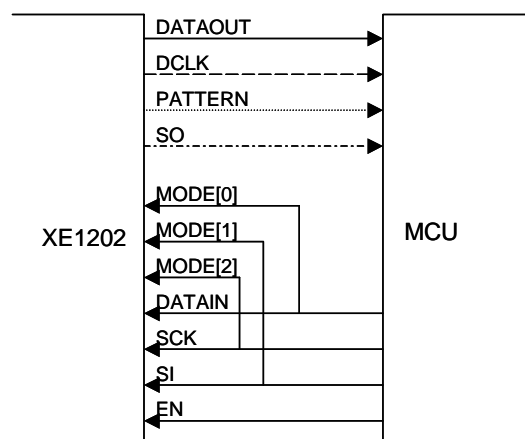 DATAOUT
DCLK
PATTERN
SO
MODE[0]
MODE[1]
XE1202
MCU
MODE[2]
DATAIN
SCK
SI
EN